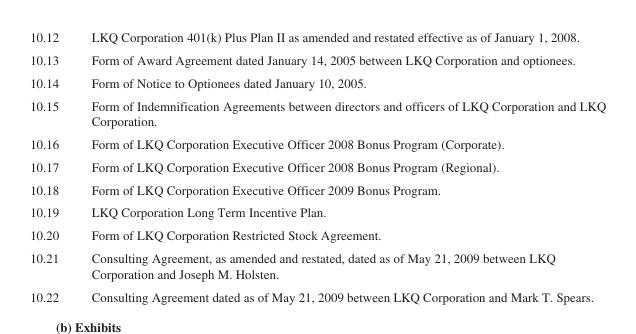 10.12 LKQ Corporation 401(k) Plus Plan II as amended and restated effective as of January 1, 2008.
10.13 Form of Award Agreement dated January 14, 2005 between LKQ Corporation and optionees.
10.14 Form of Notice to Optionees dated January 10, 2005.
10.15 Form of Indemnification Agreements between directors and officers of LKQ Corporation and LKQ
Corporation.
10.16 Form of LKQ Corporation Executive Officer 2008 Bonus Program (Corporate).
10.17 Form of LKQ Corporation Executive Officer 2008 Bonus Program (Regional).
10.18 Form of LKQ Corporation Executive Officer 2009 Bonus Program.
10.19 LKQ Corporation Long Term Incentive Plan.
10.20 Form of LKQ Corporation Restricted Stock Agreement.
10.21 Consulting Agreement, as amended and restated, dated as of May 21, 2009 between LKQ
Corporation and Joseph M. Holsten.
10.22 Consulting Agreement dated as of May 21, 2009 between LKQ Corporation and Mark T. Spears.
(b) Exhibits